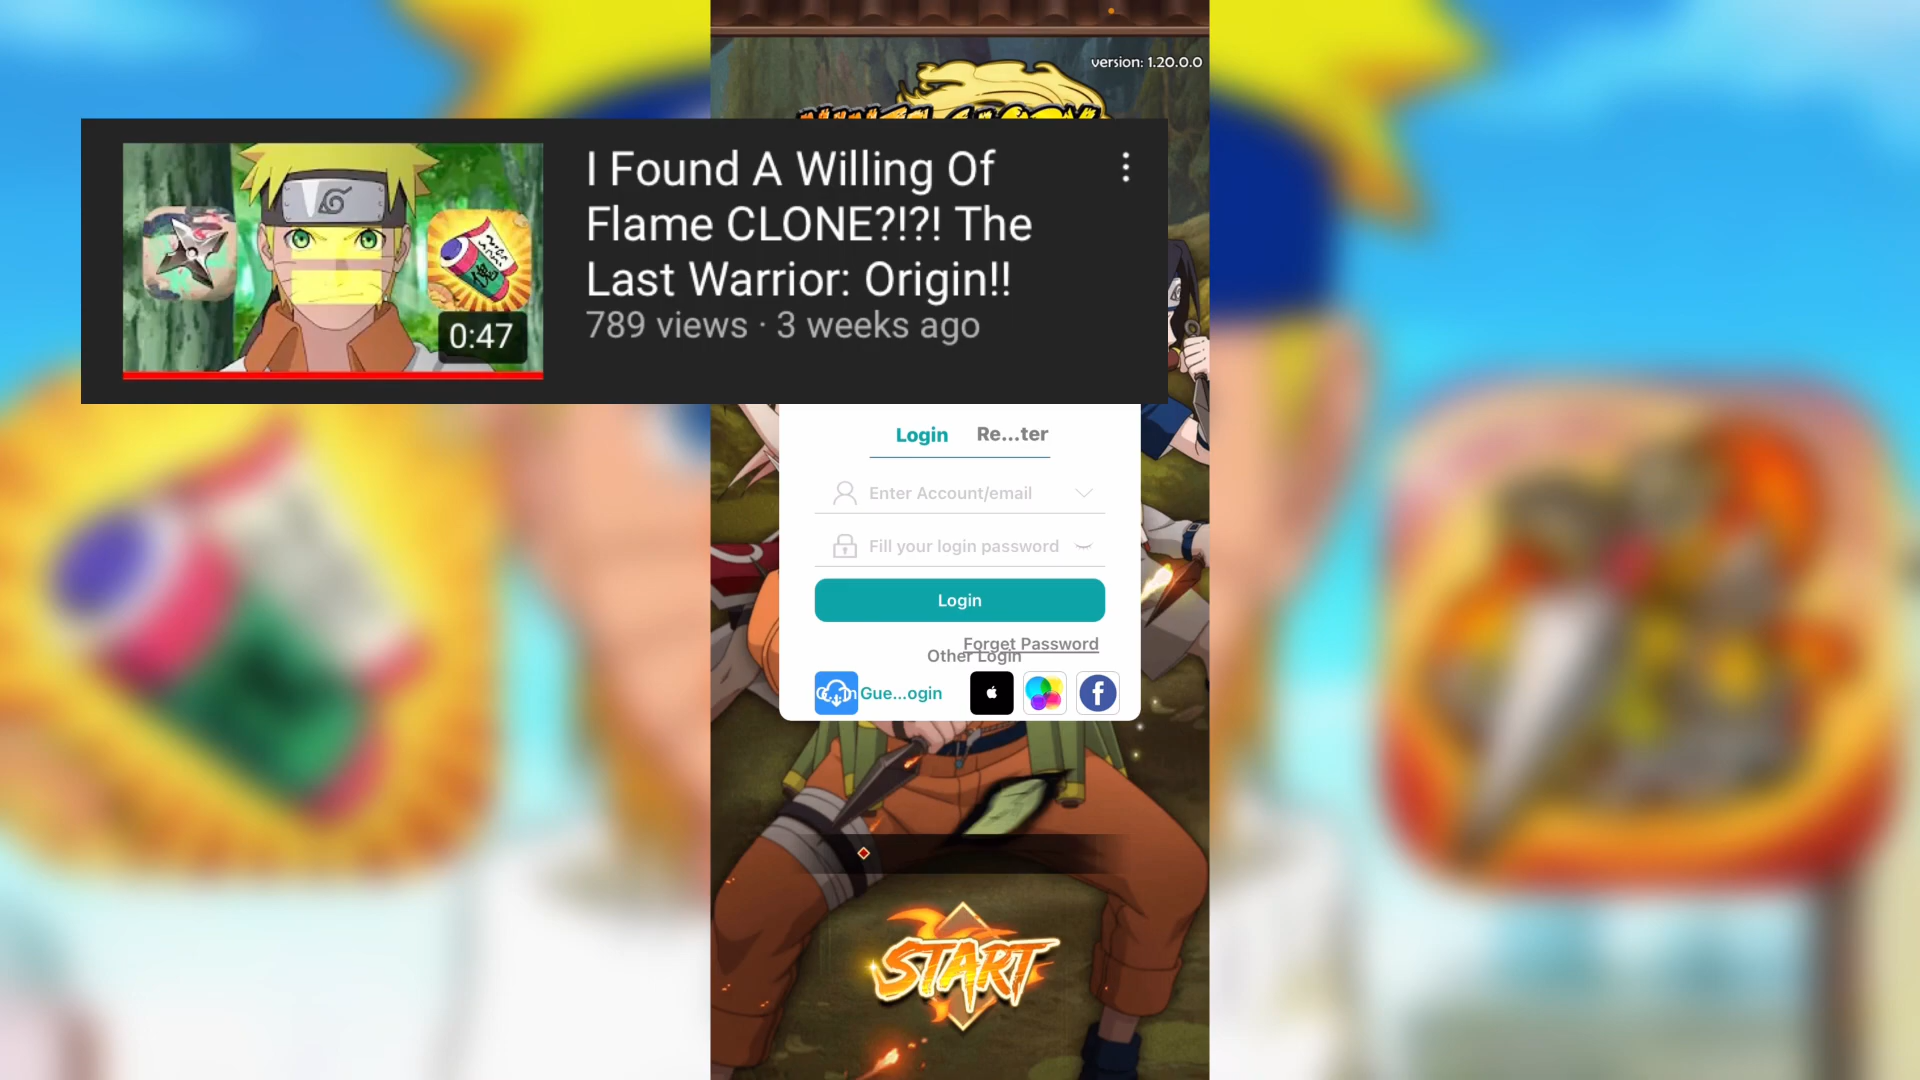 version: 1.20.0.0
I Found A Willing Of
Flame CLONE?!?! The
Last Warrior: Origin!!
789 views · 3 weeks ago
0:47
Login
Re...ter
Enter Account/email
Fill your login password
Login
Forget Password
Other Login
Gue...ogin
START